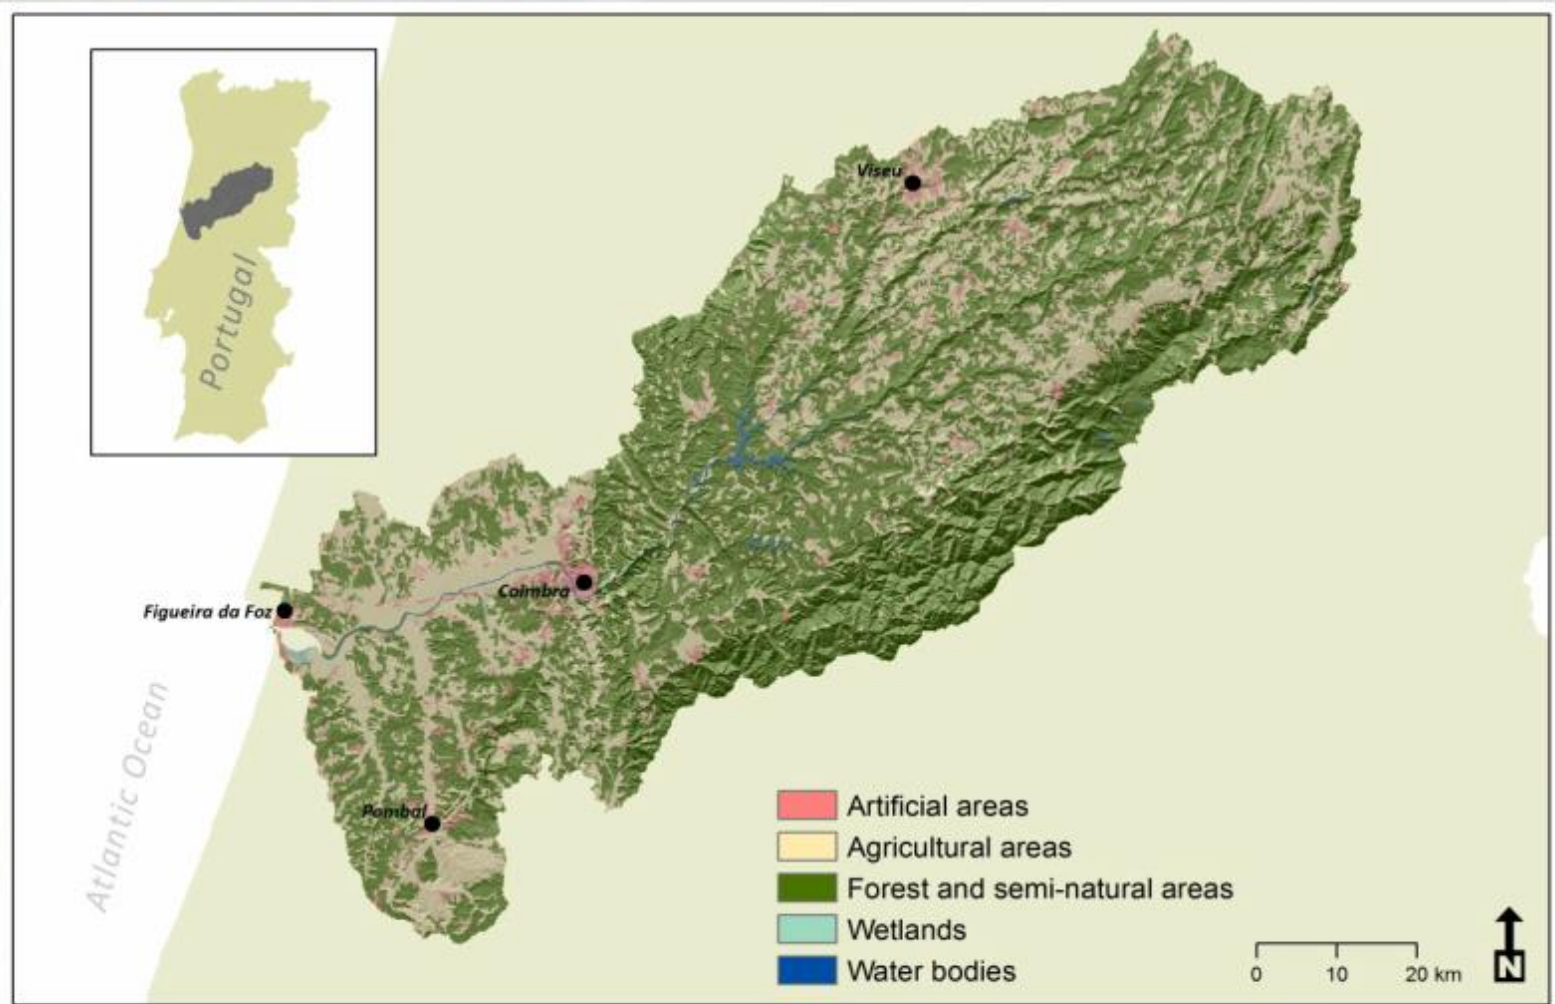 Portugal
Viseu
Coimbra
Figueira da Foz
Pombal
Atlantic Ocean
Artificial areas
Agricultural areas
Forest and semi-natural areas
Wetlands
Water bodies
0 10 20 km
N